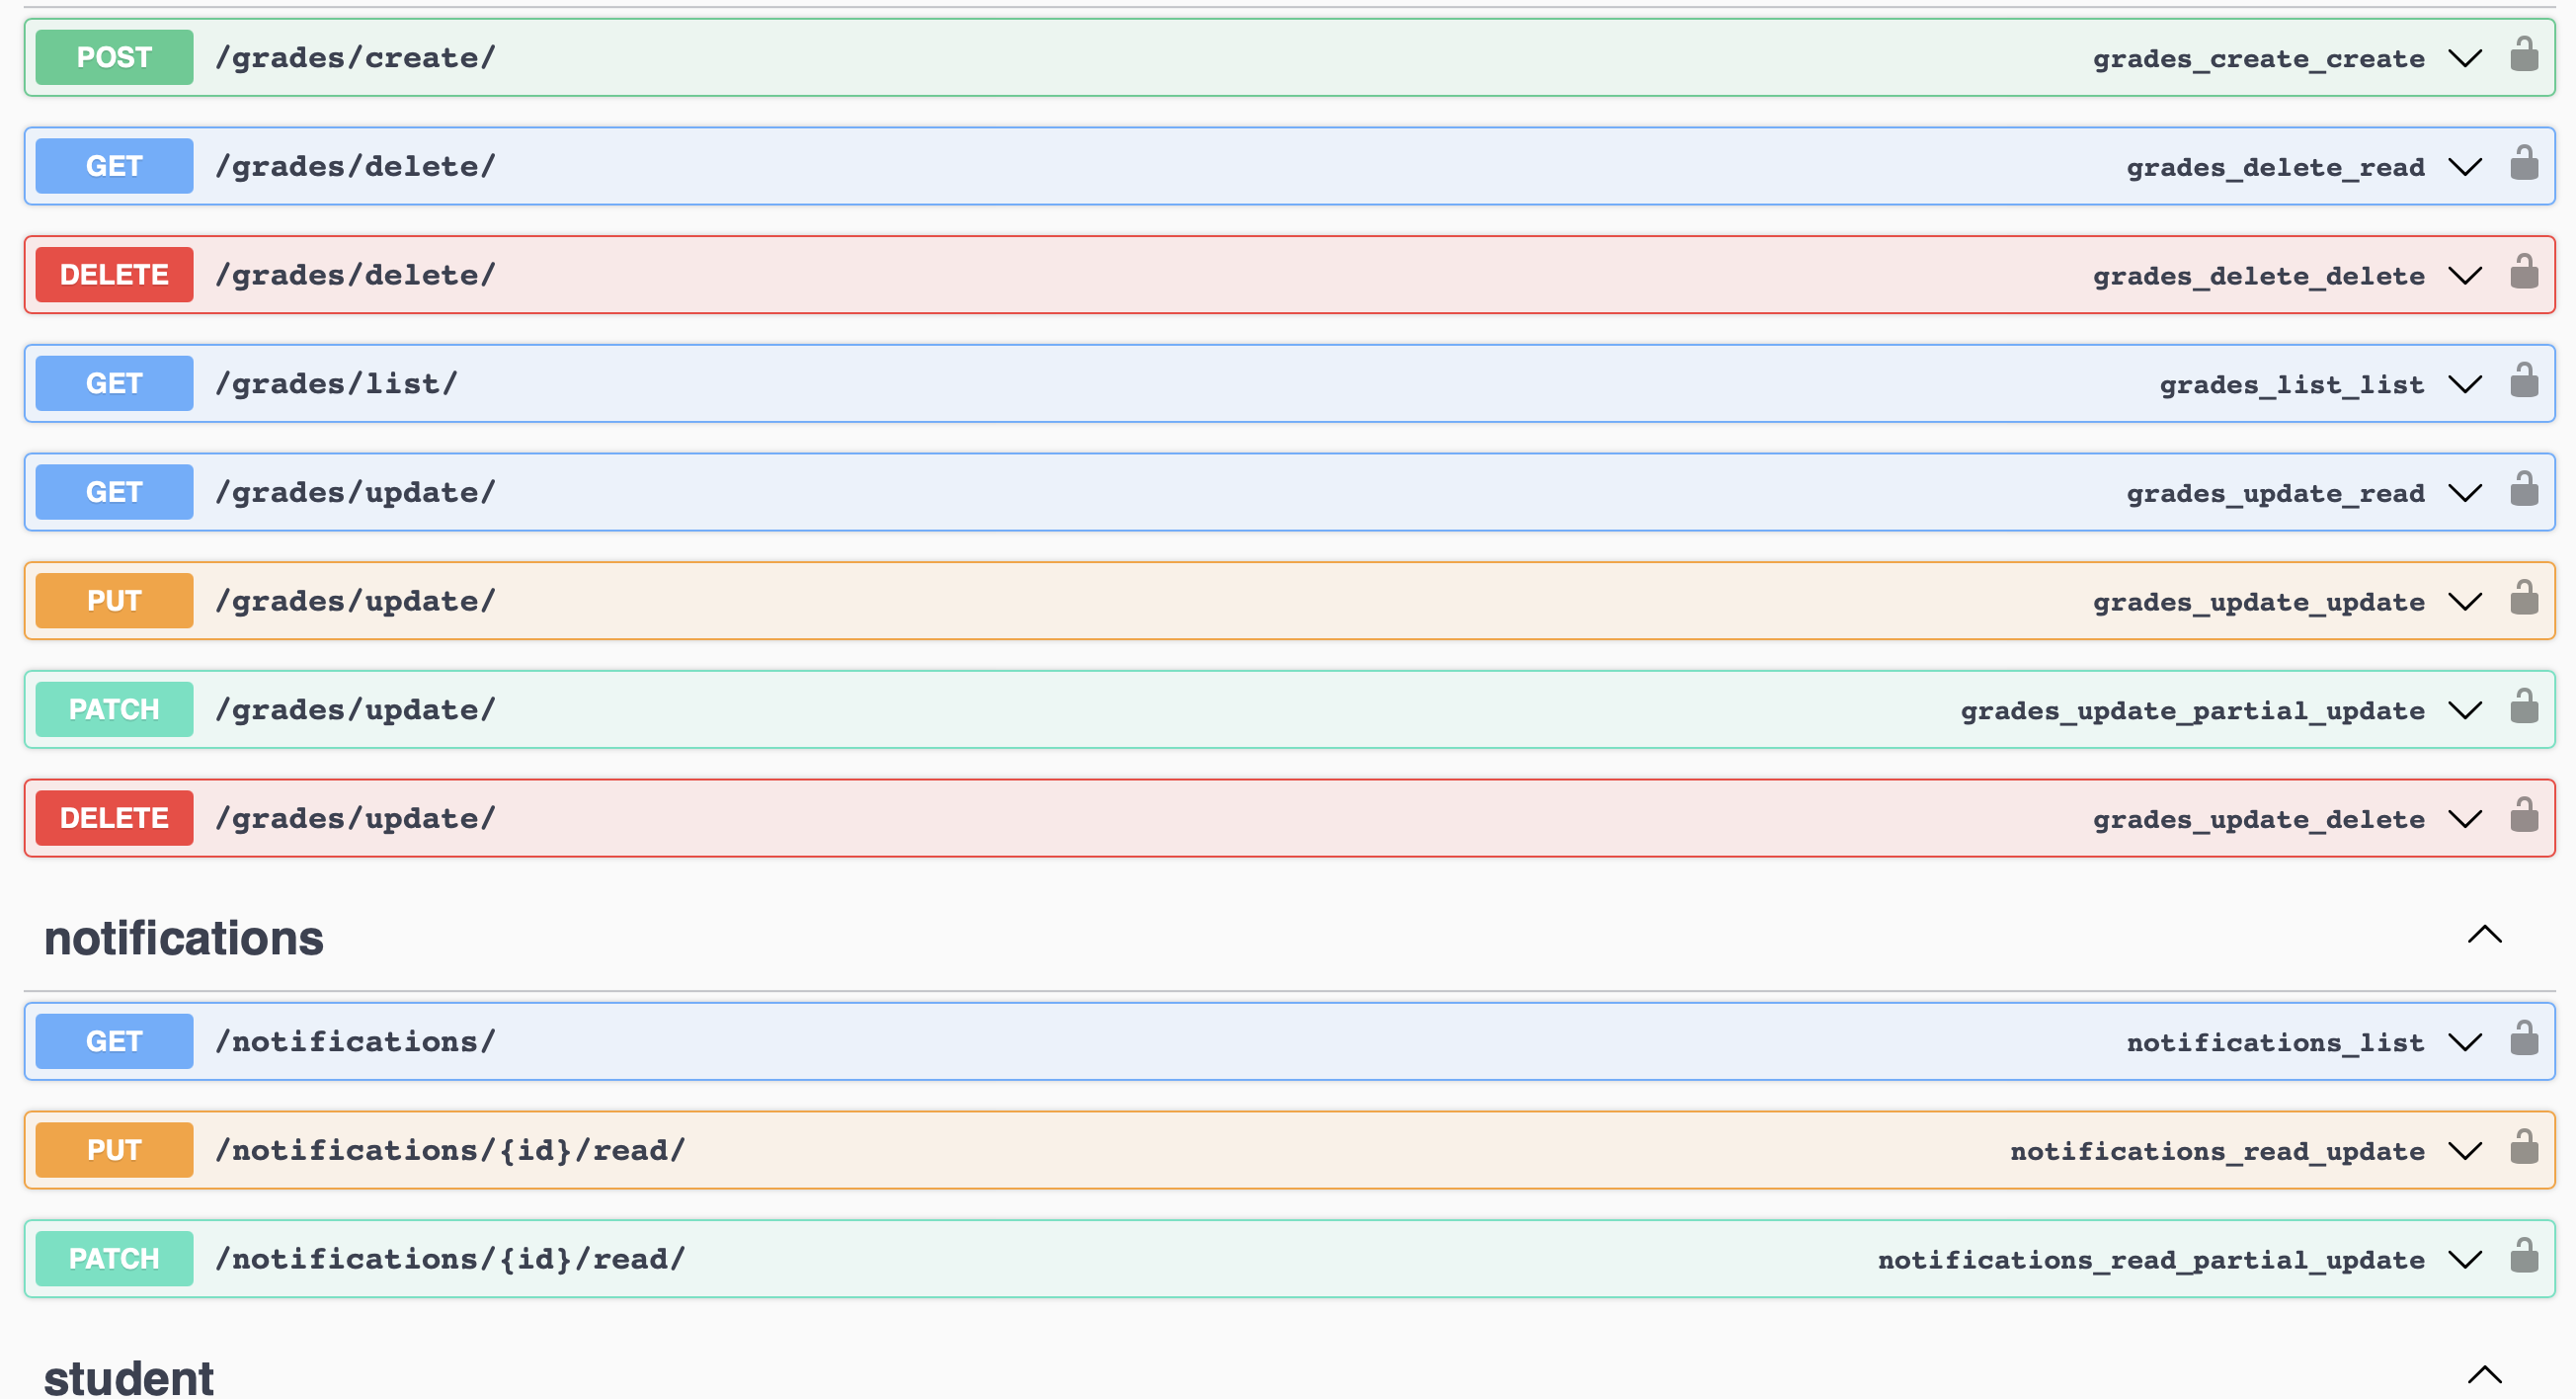 POST /grades/create/ grades_create_create
GET /grades/delete/ grades_delete_read
DELETE /grades/delete/ grades_delete_delete
GET /grades/list/ grades_list_list
GET /grades/update/ grades_update_read
PUT /grades/update/ grades_update_update
PATCH /grades/update/ grades_update_partial_update
DELETE /grades/update/ grades_update_delete
notifications
GET /notifications/ notifications_list
PUT /notifications/{id}/read/ notifications_read_update
PATCH /notifications/{id}/read/ notifications_read_partial_update
student